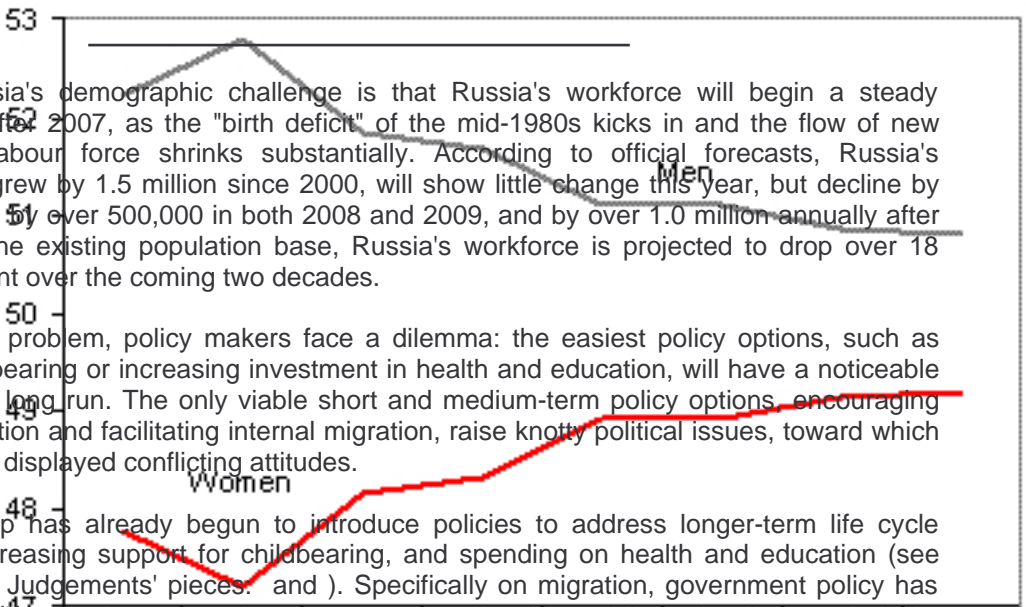 53
sia's demographic challenge is that Russia's workforce will begin a steady
52
fter 2007, as the "birth deficit" of the mid-1980s kicks in and the flow of new
abour force shrinks substantially. According to official forecasts, Russia's
Men
grew by 1.5 million since 2000, will show little change this year, but decline by
51
by over 500,000 in both 2008 and 2009, and by over 1.0 million annually after
he existing population base, Russia's workforce is projected to drop over 18
nt over the coming two decades.
50
problem, policy makers face a dilemma: the easiest policy options, such as
bearing or increasing investment in health and education, will have a noticeable
49
long run. The only viable short and medium-term policy options, encouraging
tion and facilitating internal migration, raise knotty political issues, toward which
displayed conflicting attitudes.
Women
48
p has already begun to introduce policies to address longer-term life cycle
creasing support for childbearing, and spending on health and education (see
Judgements' pieces: and ). Specifically on migration, government policy has
47